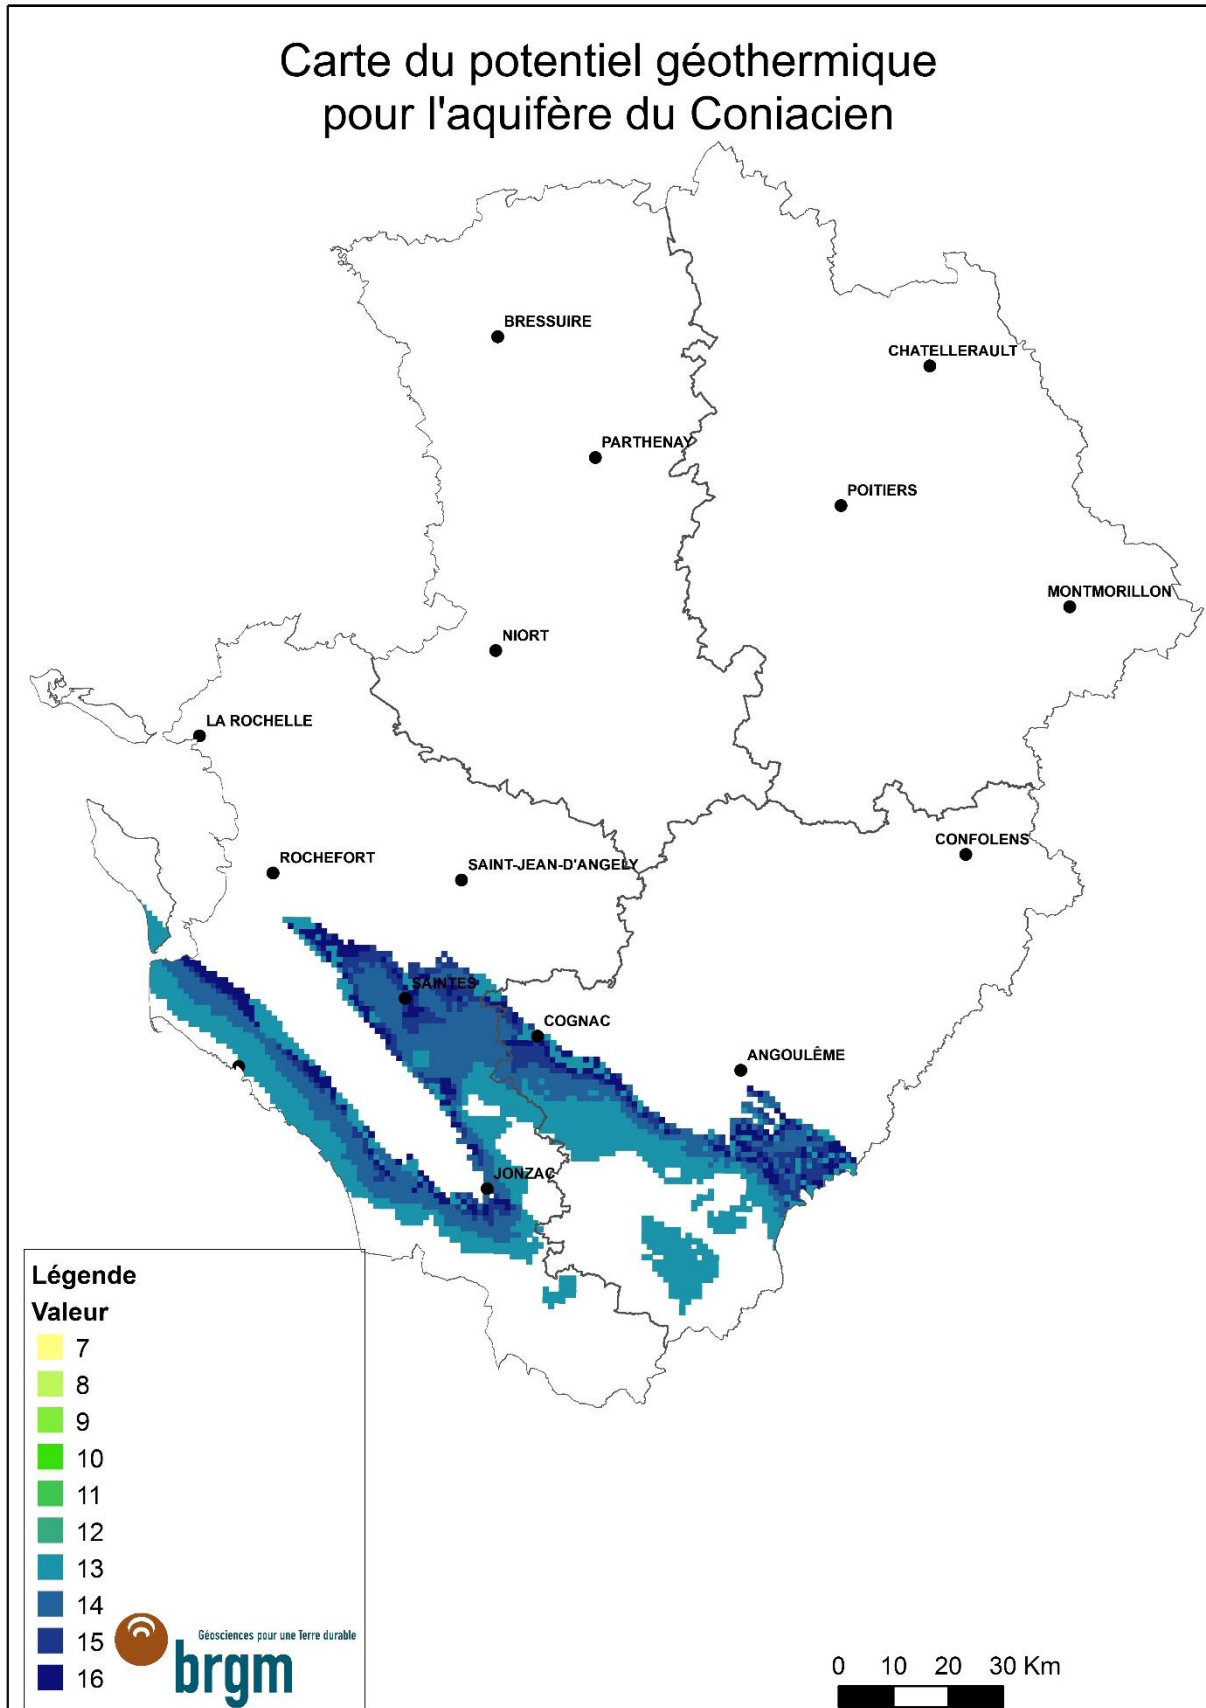 Carte du potentiel géothermique
pour l'aquifère du Coniacien
BRESSUIRE
CHATELLERAULT
PARTHENAY
POITIERS
MONTMORILLON
NIORT
LA ROCHELLE
CONFOLENS
ROCHEFORT
SAINT-JEAN-D'ANGELY
SAINTES
COGNAC
ANGOULÊME
JONZAC
Légende
Valeur
7
8
9
10
11
12
13
14
15
16
Géosciences pour une Terre durable
brgm
0 10 20 30 Km